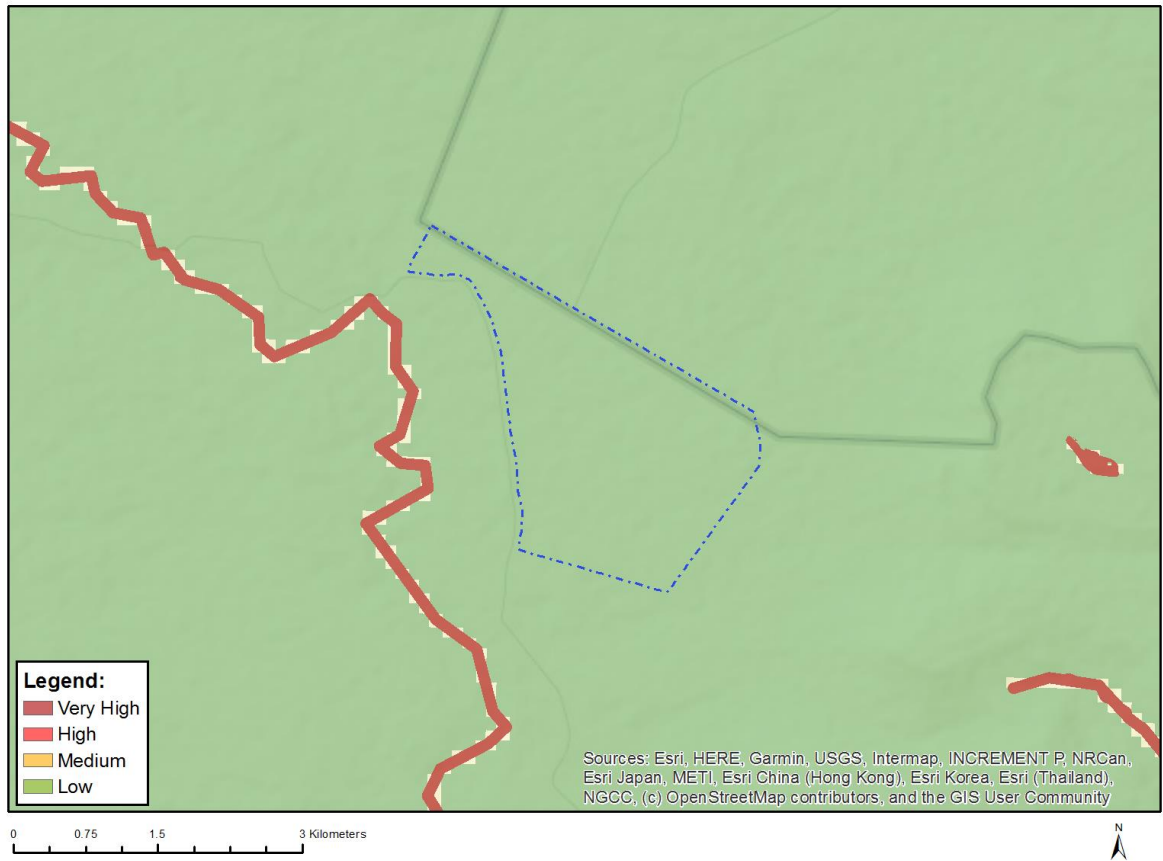 Legend:
Very High
High
Medium
Low
Sources: Esri, HERE, Garmin, USGS, Intermap, INCREMENT P, NRCan,
Esri Japan, METI, Esri China (Hong Kong), Esri Korea, Esri (Thailand),
NGCC, (c) OpenStreetMap contributors, and the GIS User Community
0 0.75 1.5 3 Kilometers
N